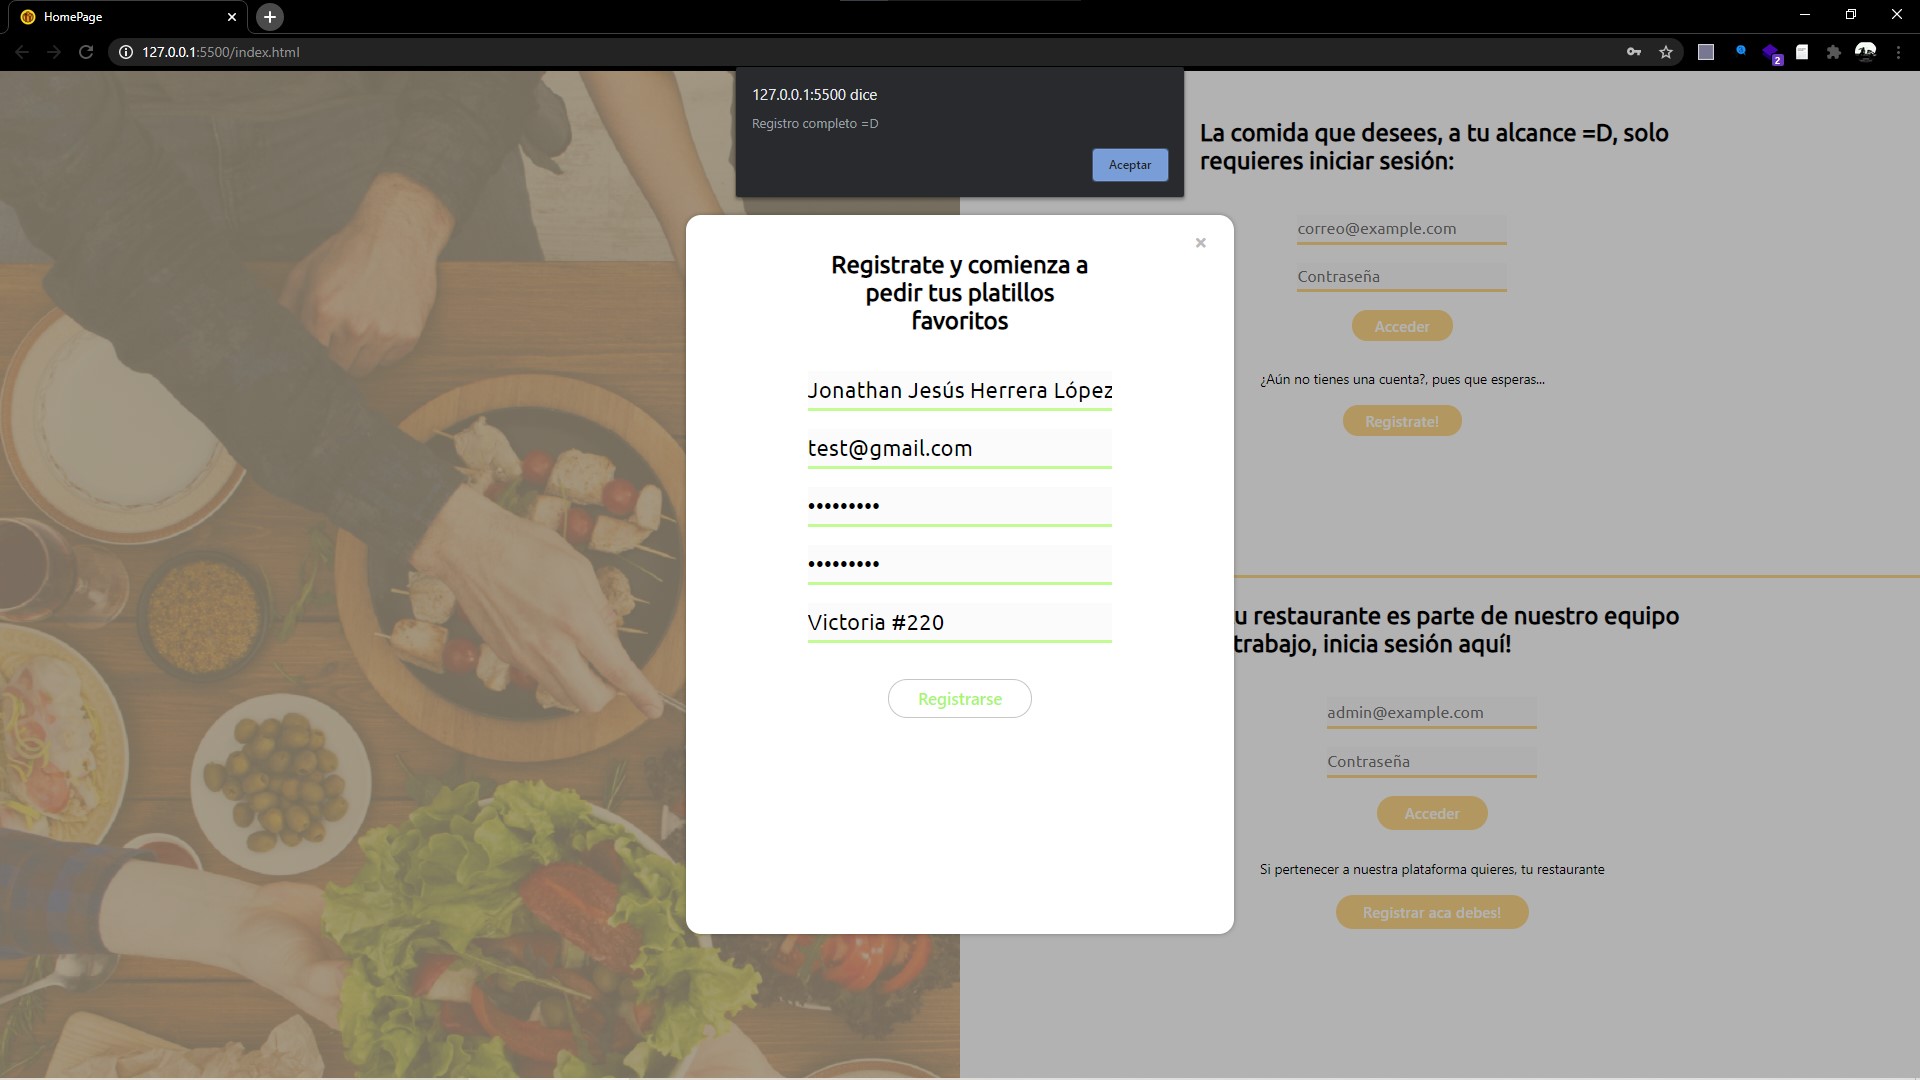 HomePage
127.0.0.1:5500/index.html
2
127.0.0.1:5500 dice
Registro completo =D
Aceptar
Registrate y comienza a
pedir tus platillos
favoritos
Jonathan Jesús Herrera López
test@gmail.com
•••••••••
•••••••••
Victoria #220
Registrarse
La comida que desees, a tu alcance =D, solo
requieres iniciar sesión:
correo@example.com
Contraseña
Acceder
¿Aún no tienes una cuenta?, pues que esperas...
Registrate!
u restaurante es parte de nuestro equipo
trabajo, inicia sesión aquí!
admin@example.com
Contraseña
Acceder
Si pertenecer a nuestra plataforma quieres, tu restaurante
Registrar aca debes!